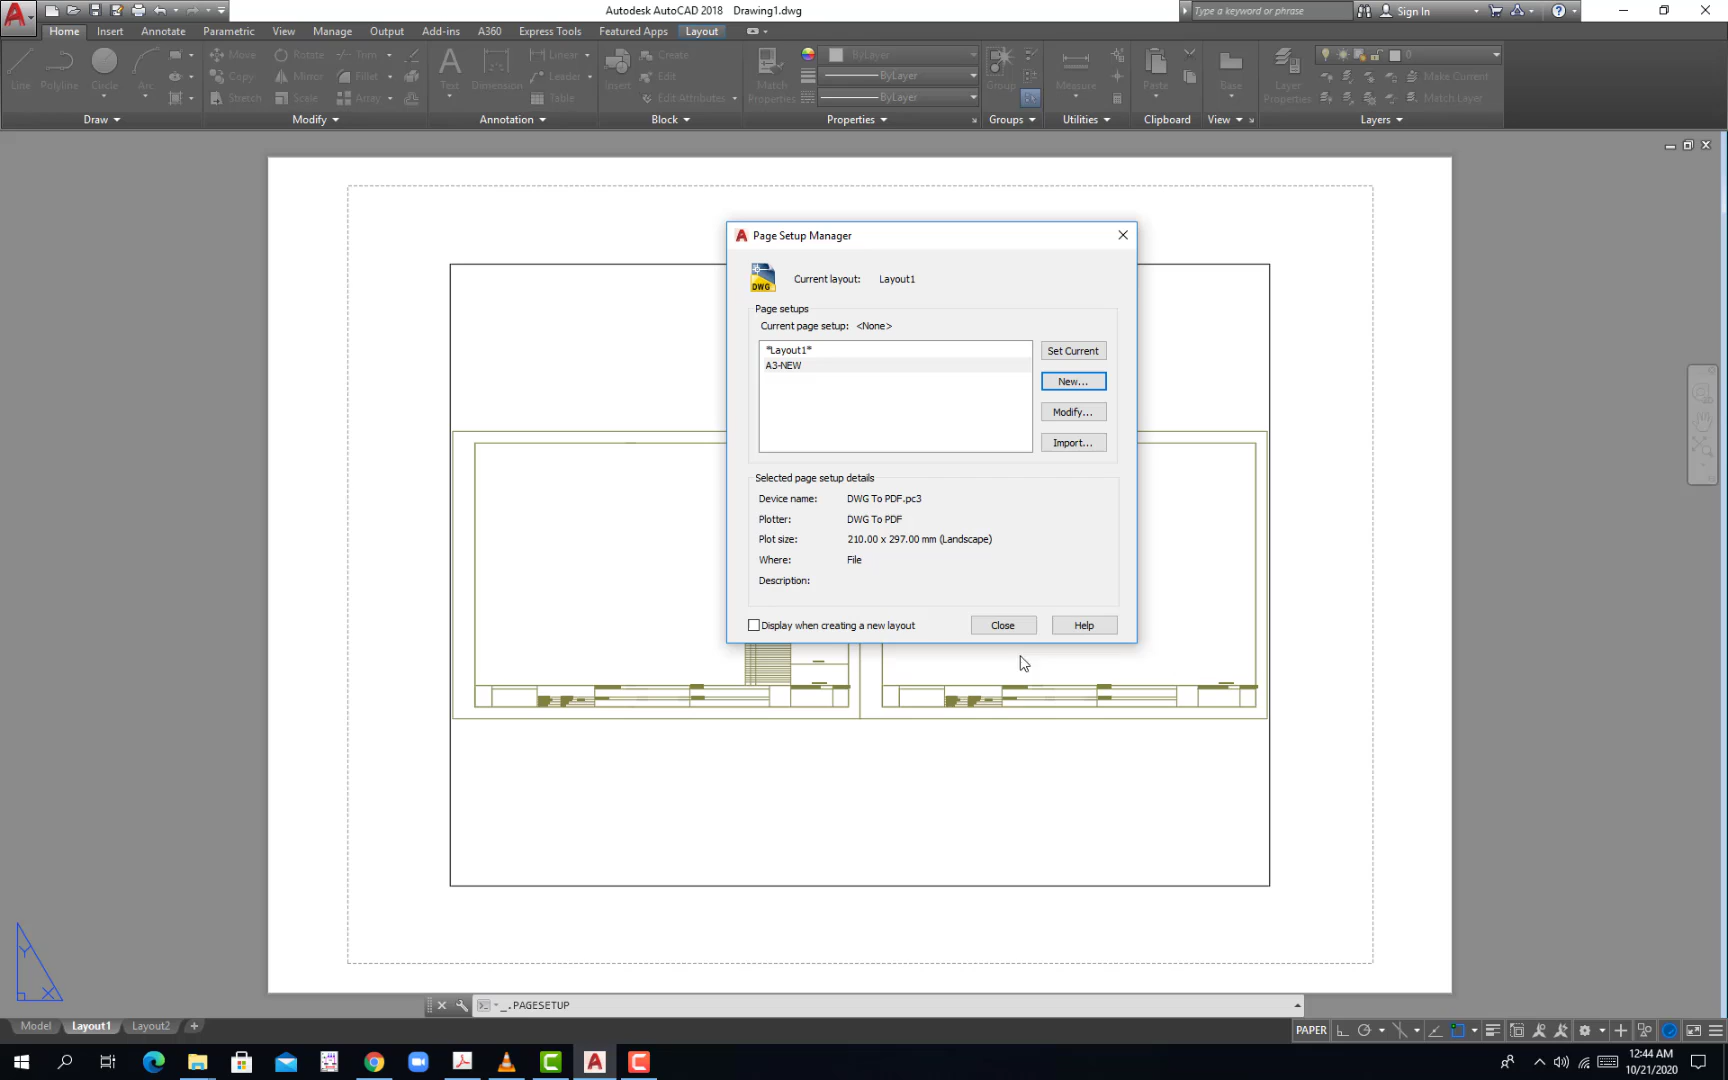 Autodesk AutoCAD 2018 Drawing1.dwg
Type a keyword or phrase
Sign In
Home Insert Annotate Parametric View Manage Output Add-ins A360 Express Tools Featured Apps Layout
Line Polyline Circle Arc
Move Rotate Trim
Copy Mirror Fillet
Stretch Scale Array
Text Dimension
Linear
Leader
Table
Insert
Create
Edit
Edit Attributes
Match Properties
ByLayer
ByLayer
ByLayer
Group
Measure
Paste
Base
Layer Properties
0
Make Current
Match Layer
Draw Modify Annotation Block Properties Groups Utilities Clipboard View Layers
Page Setup Manager
DWG
Current layout: Layout1
Page setups
Current page setup: <None>
*Layout1*
A3-NEW
Set Current
New...
Modify...
Import...
Selected page setup details
Device name: DWG To PDF.pc3
Plotter: DWG To PDF
Plot size: 210.00 x 297.00 mm (Landscape)
Where: File
Description:
Display when creating a new layout
Close
Help
Y
X
_.PAGESETUP
Model Layout1 Layout2 +
PAPER
12:44 AM
10/21/2020